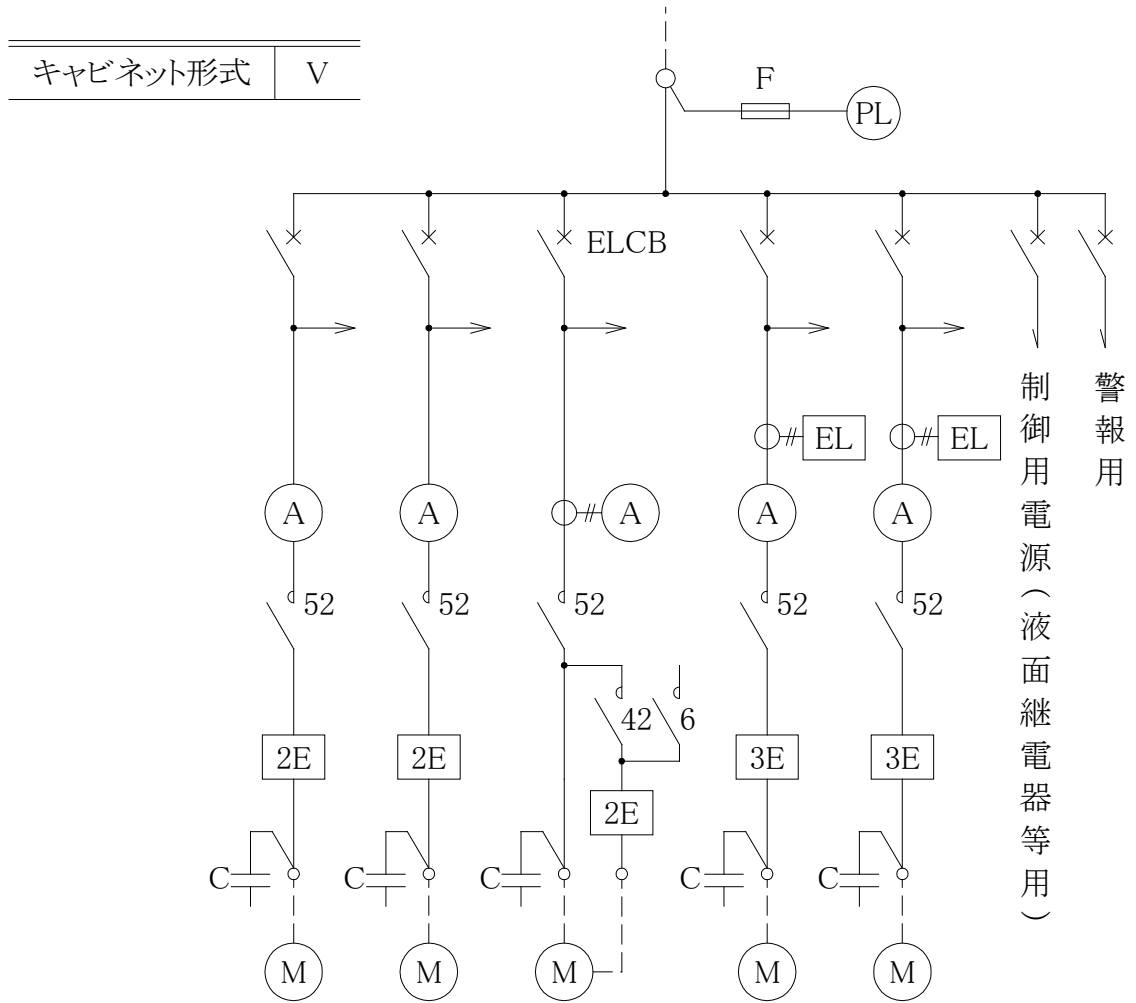 キャビネット形式 V
F
PL
ELCB
EL EL
A A A A A
52 52 52 52 52
42 6
2E 2E 3E 3E
2E
C C C C C
M M M M M
制御用電源(液面継電器等用)
警報用